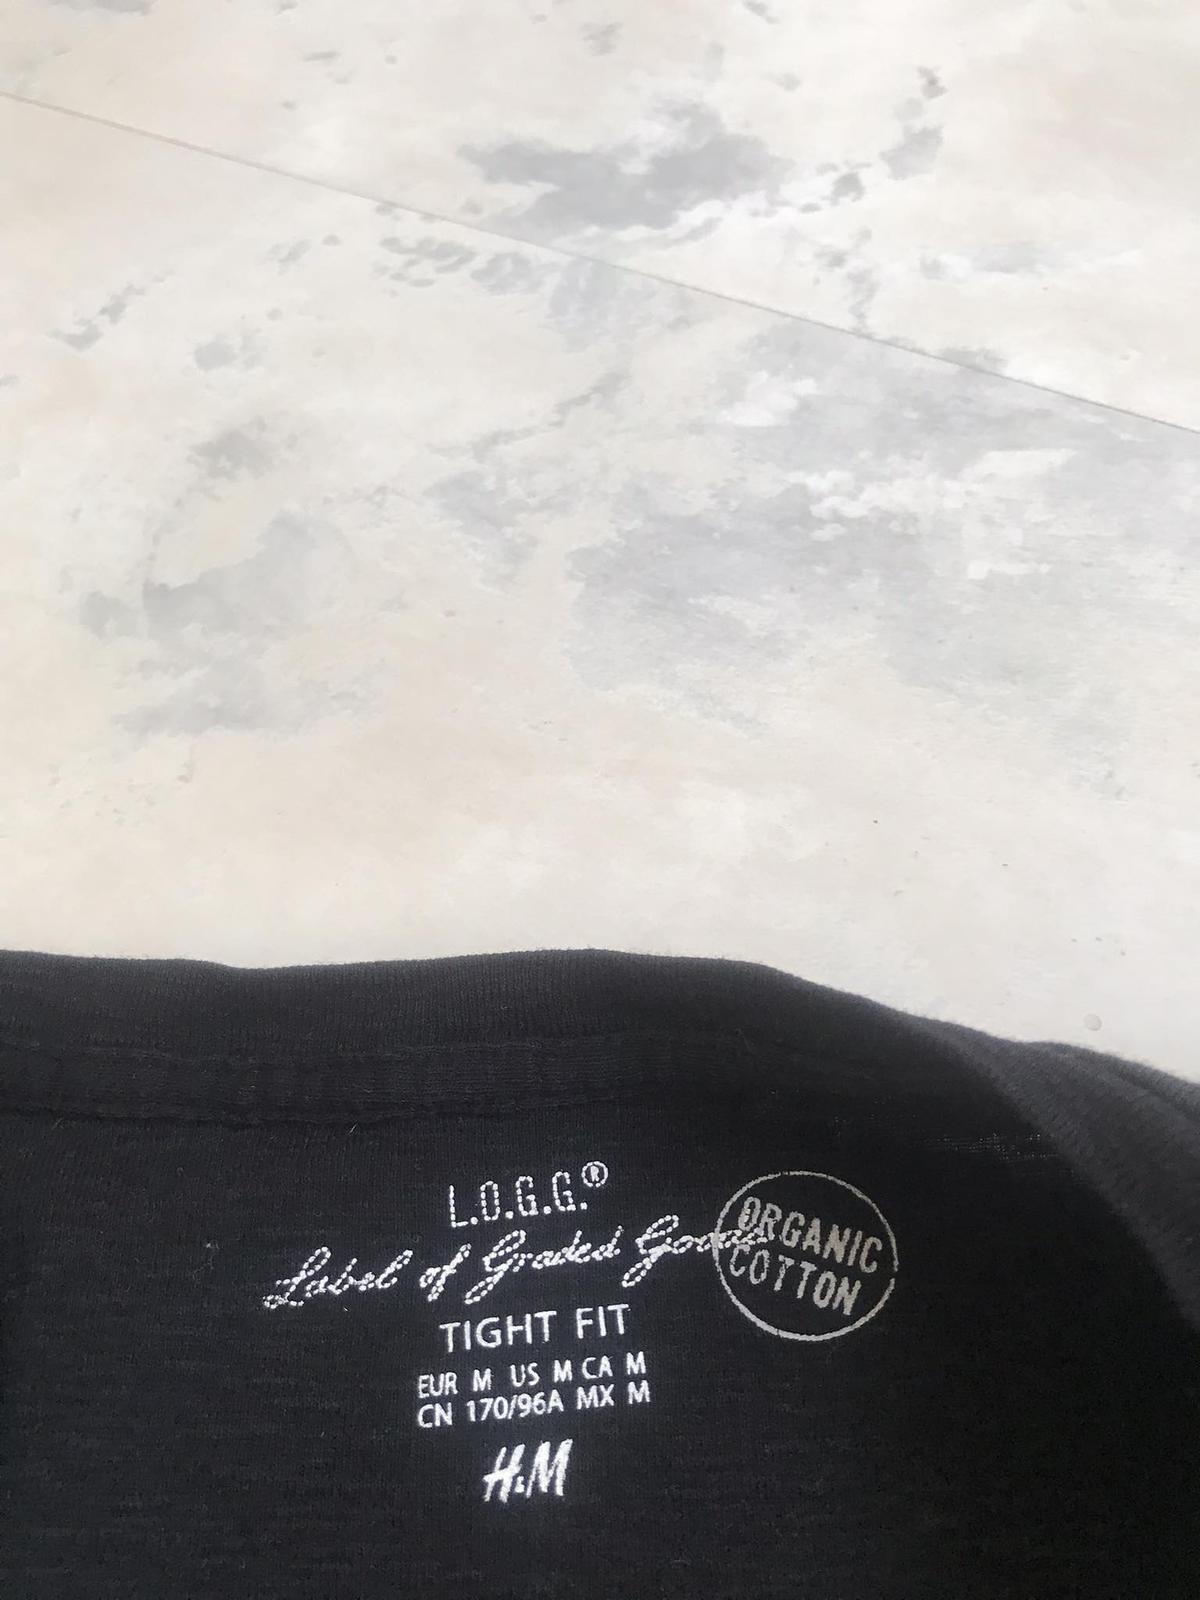 L.O.G.G.®
Label of Graded Goods
ORGANIC
COTTON
TIGHT FIT
EUR M US M CA M
CN 170/96A MX M
H&M